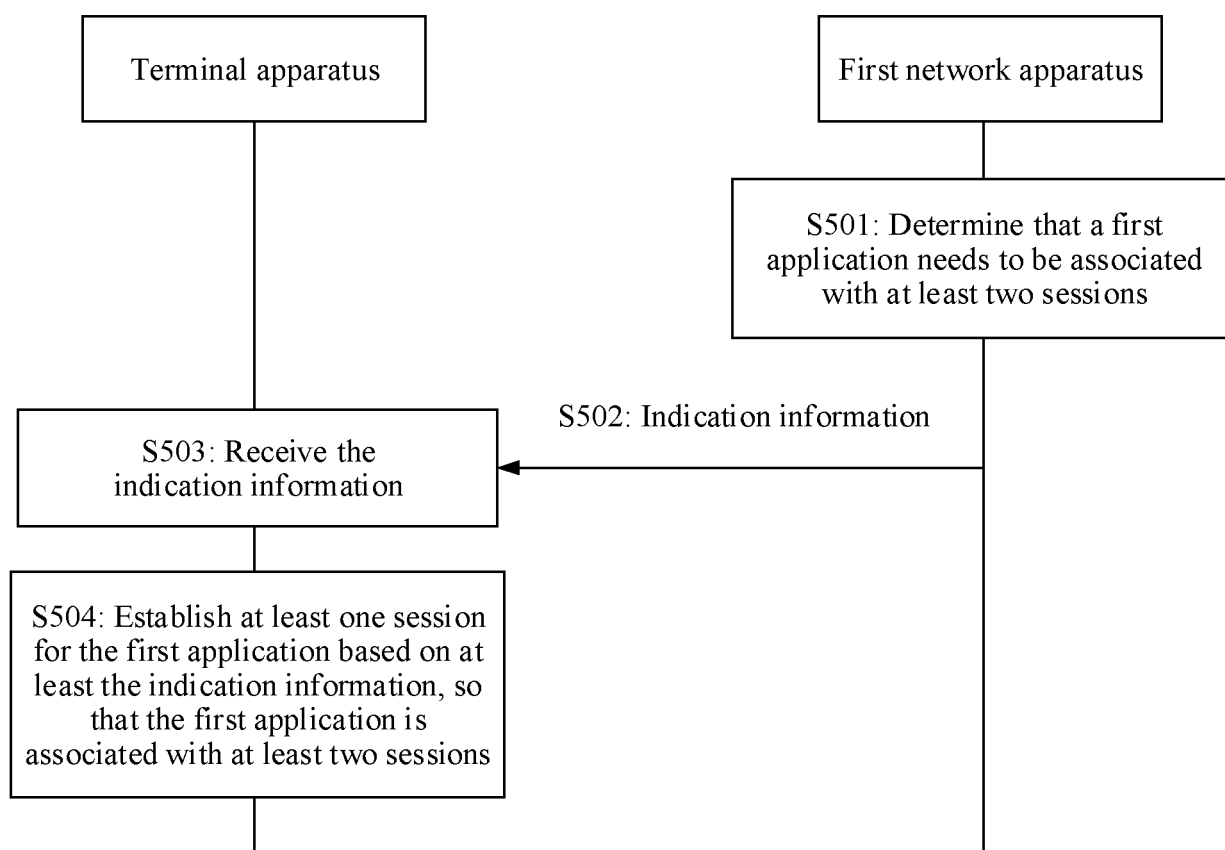 Terminal apparatus
First network apparatus
S501: Determine that a first
application needs to be associated
with at least two sessions
S502: Indication information
S503: Receive the
indication information
S504: Establish at least one session
for the first application based on at
least the indication information, so
that the first application is
associated with at least two sessions